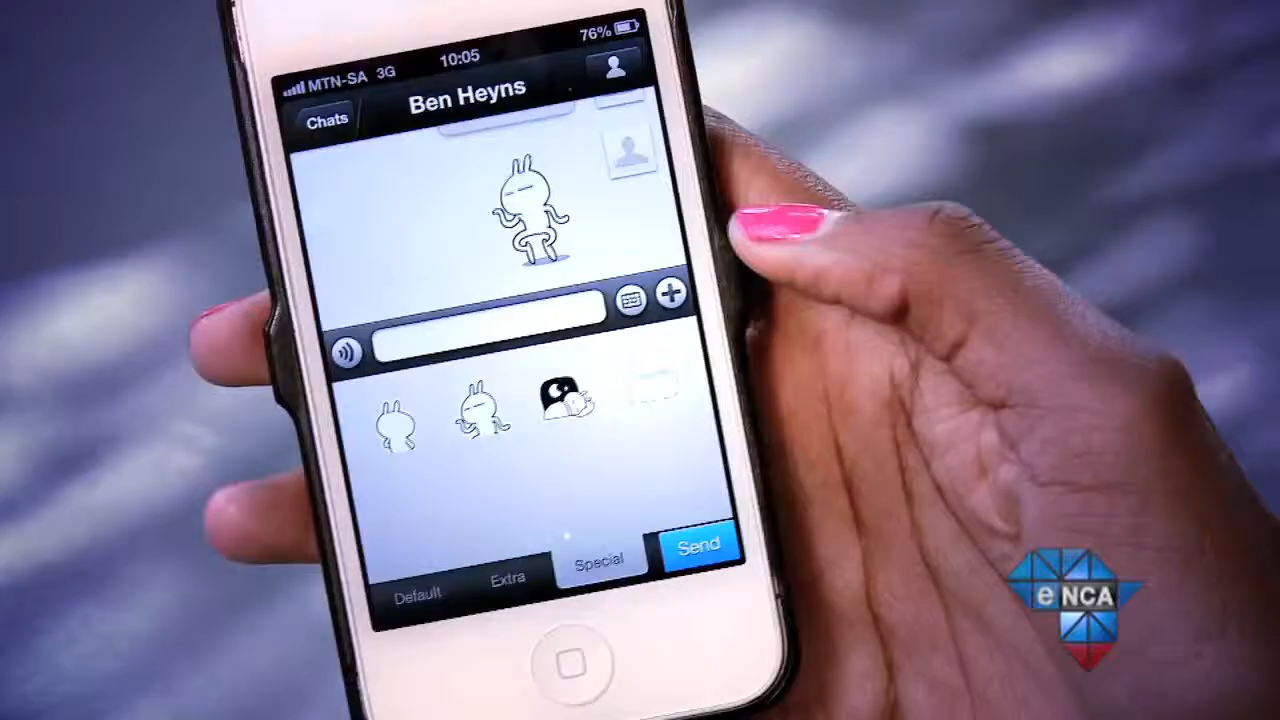 MTN-SA 3G 10:05 76%
Chats Ben Heyns
Default Extra Special Send
eNCA